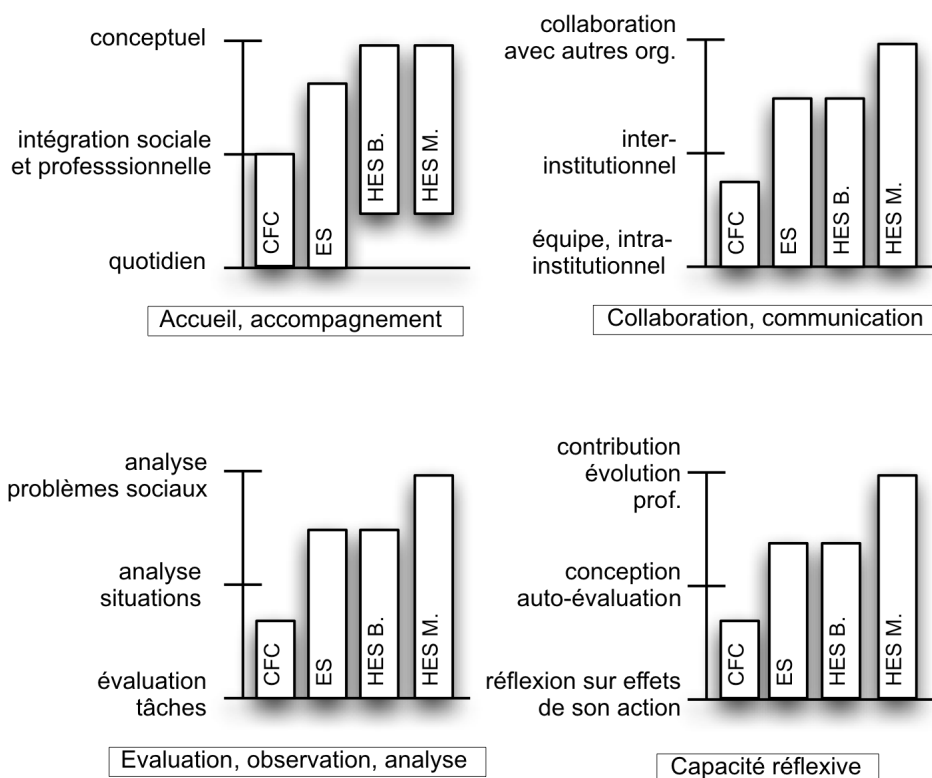 conceptuel
intégration sociale
et professsionnelle
quotidien
CFC
ES
HES B.
HES M.
Accueil, accompagnement
collaboration
avec autres org.
inter-
institutionnel
équipe, intra-
institutionnel
CFC
ES
HES B.
HES M.
Collaboration, communication
analyse
problèmes sociaux
analyse
situations
évaluation
tâches
CFC
ES
HES B.
HES M.
Evaluation, observation, analyse
contribution
évolution
prof.
conception
auto-évaluation
réflexion sur effets
de son action
CFC
ES
HES B.
HES M.
Capacité réflexive